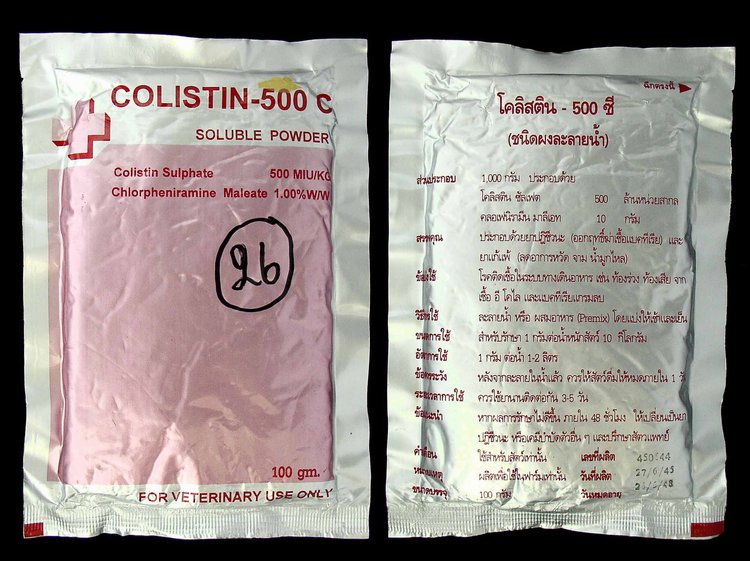 COLISTIN-500 C
SOLUBLE POWDER
Colistin Sulphate 500 MIU/KG
Chlorpheniramine Maleate 1.00%W/W
26
100 gm.
FOR VETERINARY USE ONLY
ฉีกตรงนี้
โคลิสติน - 500 ซี
(ชนิดผงละลายน้ำ)
ส่วนประกอบ 1,000 กรัม ประกอบด้วย
โคลิสติน ซัลเฟต 500 ล้านหน่วยสากล
คลอเฟนิรามีน มาลีเอท 10 กรัม
สรรพคุณ ประกอบด้วยยาปฏิชีวนะ (ออกฤทธิ์ฆ่าเชื้อแบคทีเรีย) และ
ยาแก้แพ้ (ลดอาการหวัด จาม น้ำมูกไหล)
ข้อบ่งใช้ โรคติดเชื้อในระบบทางเดินอาหาร เช่น ท้องร่วง ท้องเสีย จาก
เชื้อ อี โคไล และแบคทีเรียแกรมลบ
วิธีการใช้ ละลายน้ำ หรือ ผสมอาหาร (Premix) โดยแบ่งให้เช้าและเย็น
ขนาดการใช้ สำหรับรักษา 1 กรัมต่อน้ำหนักสัตว์ 10 กิโลกรัม
อัตราการใช้ 1 กรัม ต่อน้ำ 1-2 ลิตร
ข้อควรระวัง หลังจากละลายในน้ำแล้ว ควรให้สัตว์ดื่มให้หมดภายใน 1 วัน
ระยะเวลาการใช้ ควรใช้ยานานติดต่อกัน 3-5 วัน
ข้อแนะนำ หากผลการรักษาไม่ดีขึ้น ภายใน 48 ชั่วโมง ให้เปลี่ยนเป็นยา
ปฏิชีวนะ หรือเคมีบำบัดตัวอื่น ๆ และปรึกษาสัตวแพทย์
คำเตือน ใช้สำหรับสัตว์เท่านั้น เลขที่ผลิต
หมายเหตุ ผลิตเพื่อใช้ในฟาร์มเท่านั้น วันที่ผลิต 27/6/45
ขนาดบรรจุ 100 กรัม วันหมดอายุ